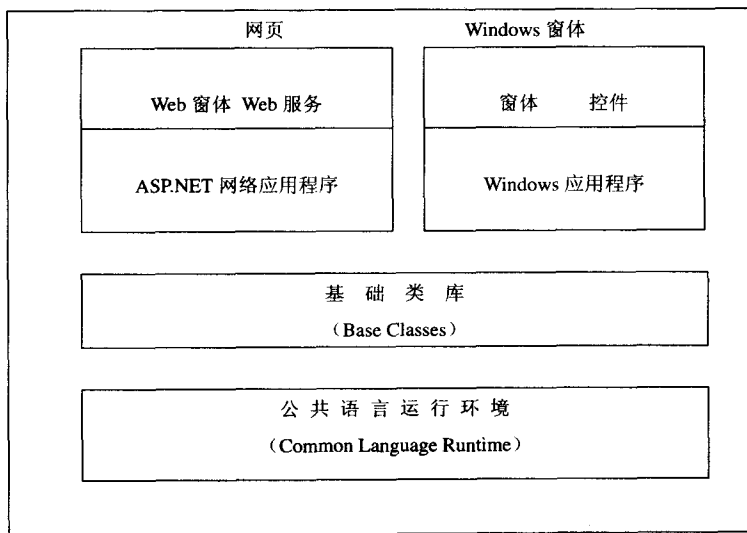 网页 Windows 窗体
Web 窗体 Web 服务
窗体 控件
ASP.NET 网络应用程序
Windows 应用程序
基础类库
（Base Classes）
公共语言运行环境
（Common Language Runtime）